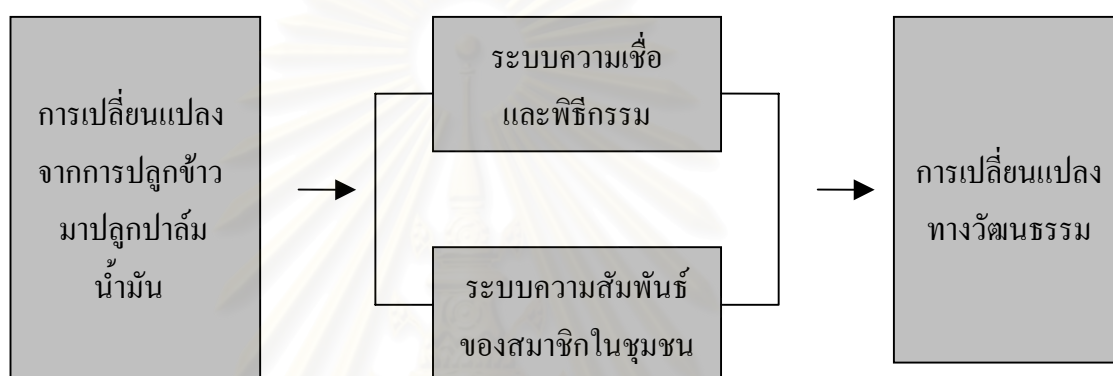 การเปลี่ยนแปลง
จากการปลูกข้าว
มาปลูกปาล์ม
น้ำมัน
ระบบความเชื่อ
และพิธีกรรม
ระบบความสัมพันธ์
ของสมาชิกในชุมชน
การเปลี่ยนแปลง
ทางวัฒนธรรม